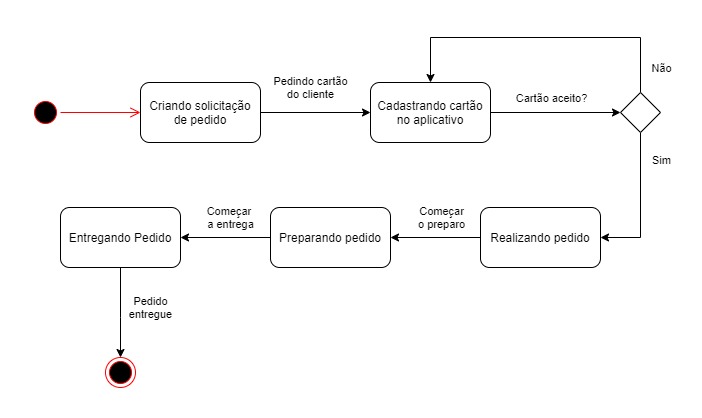 Pedindo cartão
do cliente
Não
Criando solicitação
de pedido
Cadastrando cartão
no aplicativo
Cartão aceito?
Sim
Entregando Pedido
Começar
a entrega
Preparando pedido
Começar
o preparo
Realizando pedido
Pedido
entregue